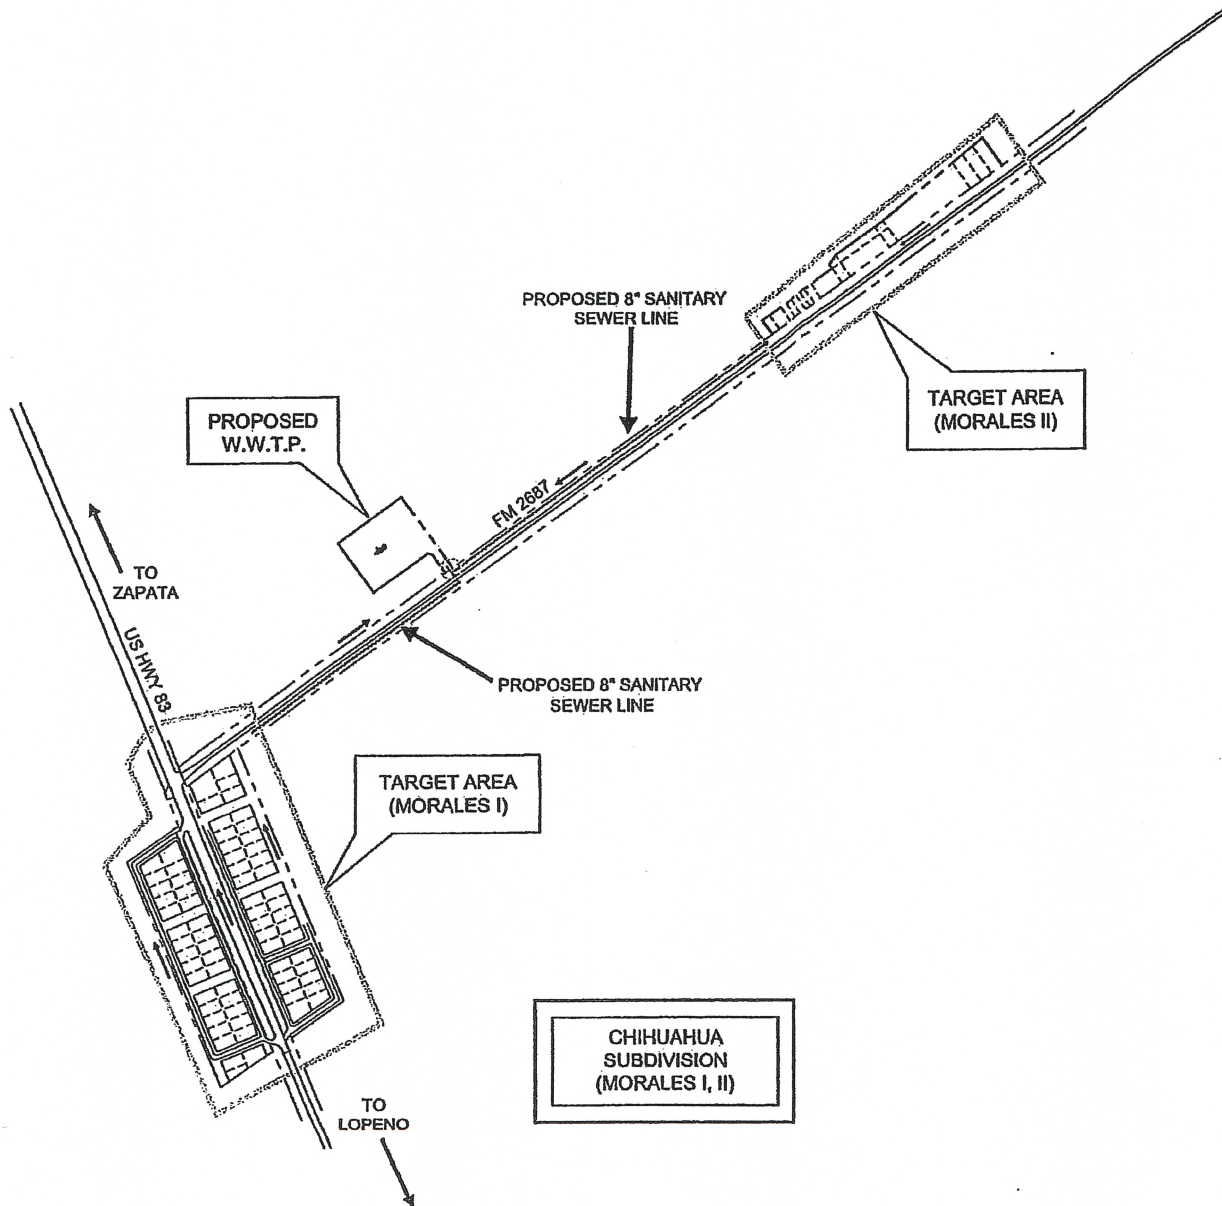 PROPOSED 8" SANITARY
SEWER LINE
TARGET AREA
(MORALES II)
PROPOSED
W.W.T.P.
FM 2687
TO
ZAPATA
US HWY 83
PROPOSED 8" SANITARY
SEWER LINE
TARGET AREA
(MORALES I)
CHIHUAHUA
SUBDIVISION
(MORALES I, II)
TO
LOPENO